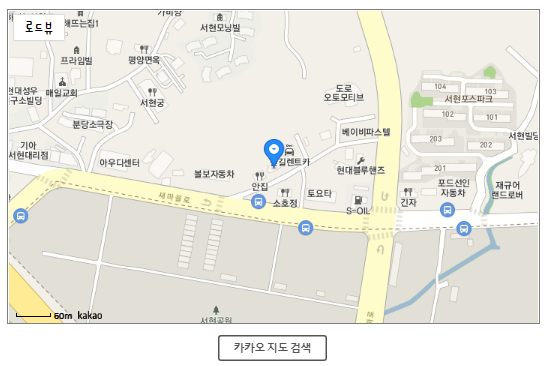 로드뷰
해뜨는집1
가비양
서현모닝빌
프라임빌
평양면옥
현대성우
구소빌딩
매일교회
서현궁
도로
오토모티브
104
103
서현포스파크
102
101
분당소극장
베이비파스텔
203
202
서현빌딩
기아
서현대리점
아우디센터
길렌트카
볼보자동차
현대블루핸즈
201
안집
소호정
토요타
S-OIL
긴자
포드선인
자동차
재규어
랜드로버
새마을로
서현공원
60m kakao
카카오 지도 검색